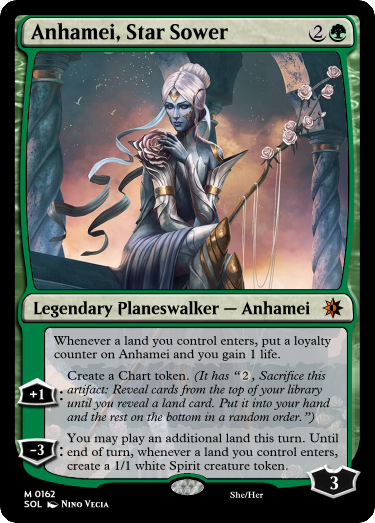 Anhamei, Star Sower 2
Legendary Planeswalker — Anhamei
Whenever a land you control enters, put a loyalty
counter on Anhamei and you gain 1 life.
Create a Chart token. (It has “2, Sacrifice this
artifact: Reveal cards from the top of your library
+1: until you reveal a land card. Put it into your hand
and the rest on the bottom in a random order.”)
You may play an additional land this turn. Until
-3: end of turn, whenever a land you control enters,
create a 1/1 white Spirit creature token.
3
M 0162 She/Her
SOL Nino Vecia